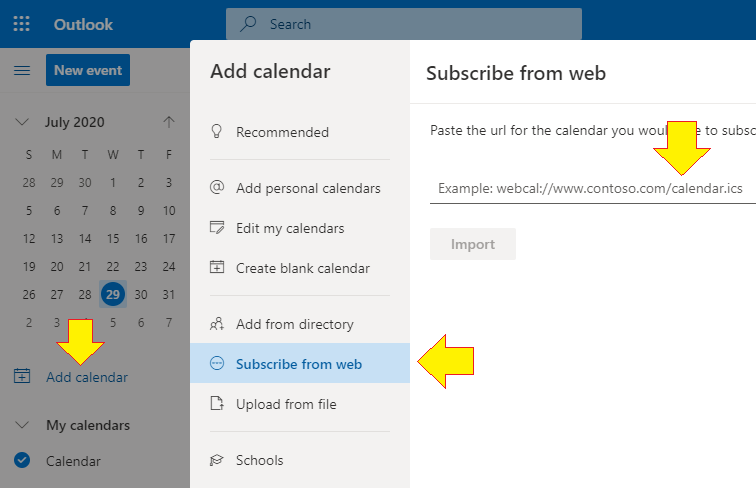 Outlook
Search
New event
July 2020
S M T W T F
28 29 30 1 2 3
5 6 7 8 9 10
12 13 14 15 16 17
19 20 21 22 23 24
26 27 28 29 30 31
2 3 5 6 7
Add calendar
My calendars
Calendar
Add calendar
Recommended
Add personal calendars
Edit my calendars
Create blank calendar
Add from directory
Subscribe from web
Upload from file
Schools
Subscribe from web
Paste the url for the calendar you to
Example: webcal://www.contoso.com/calendar.ics
Import